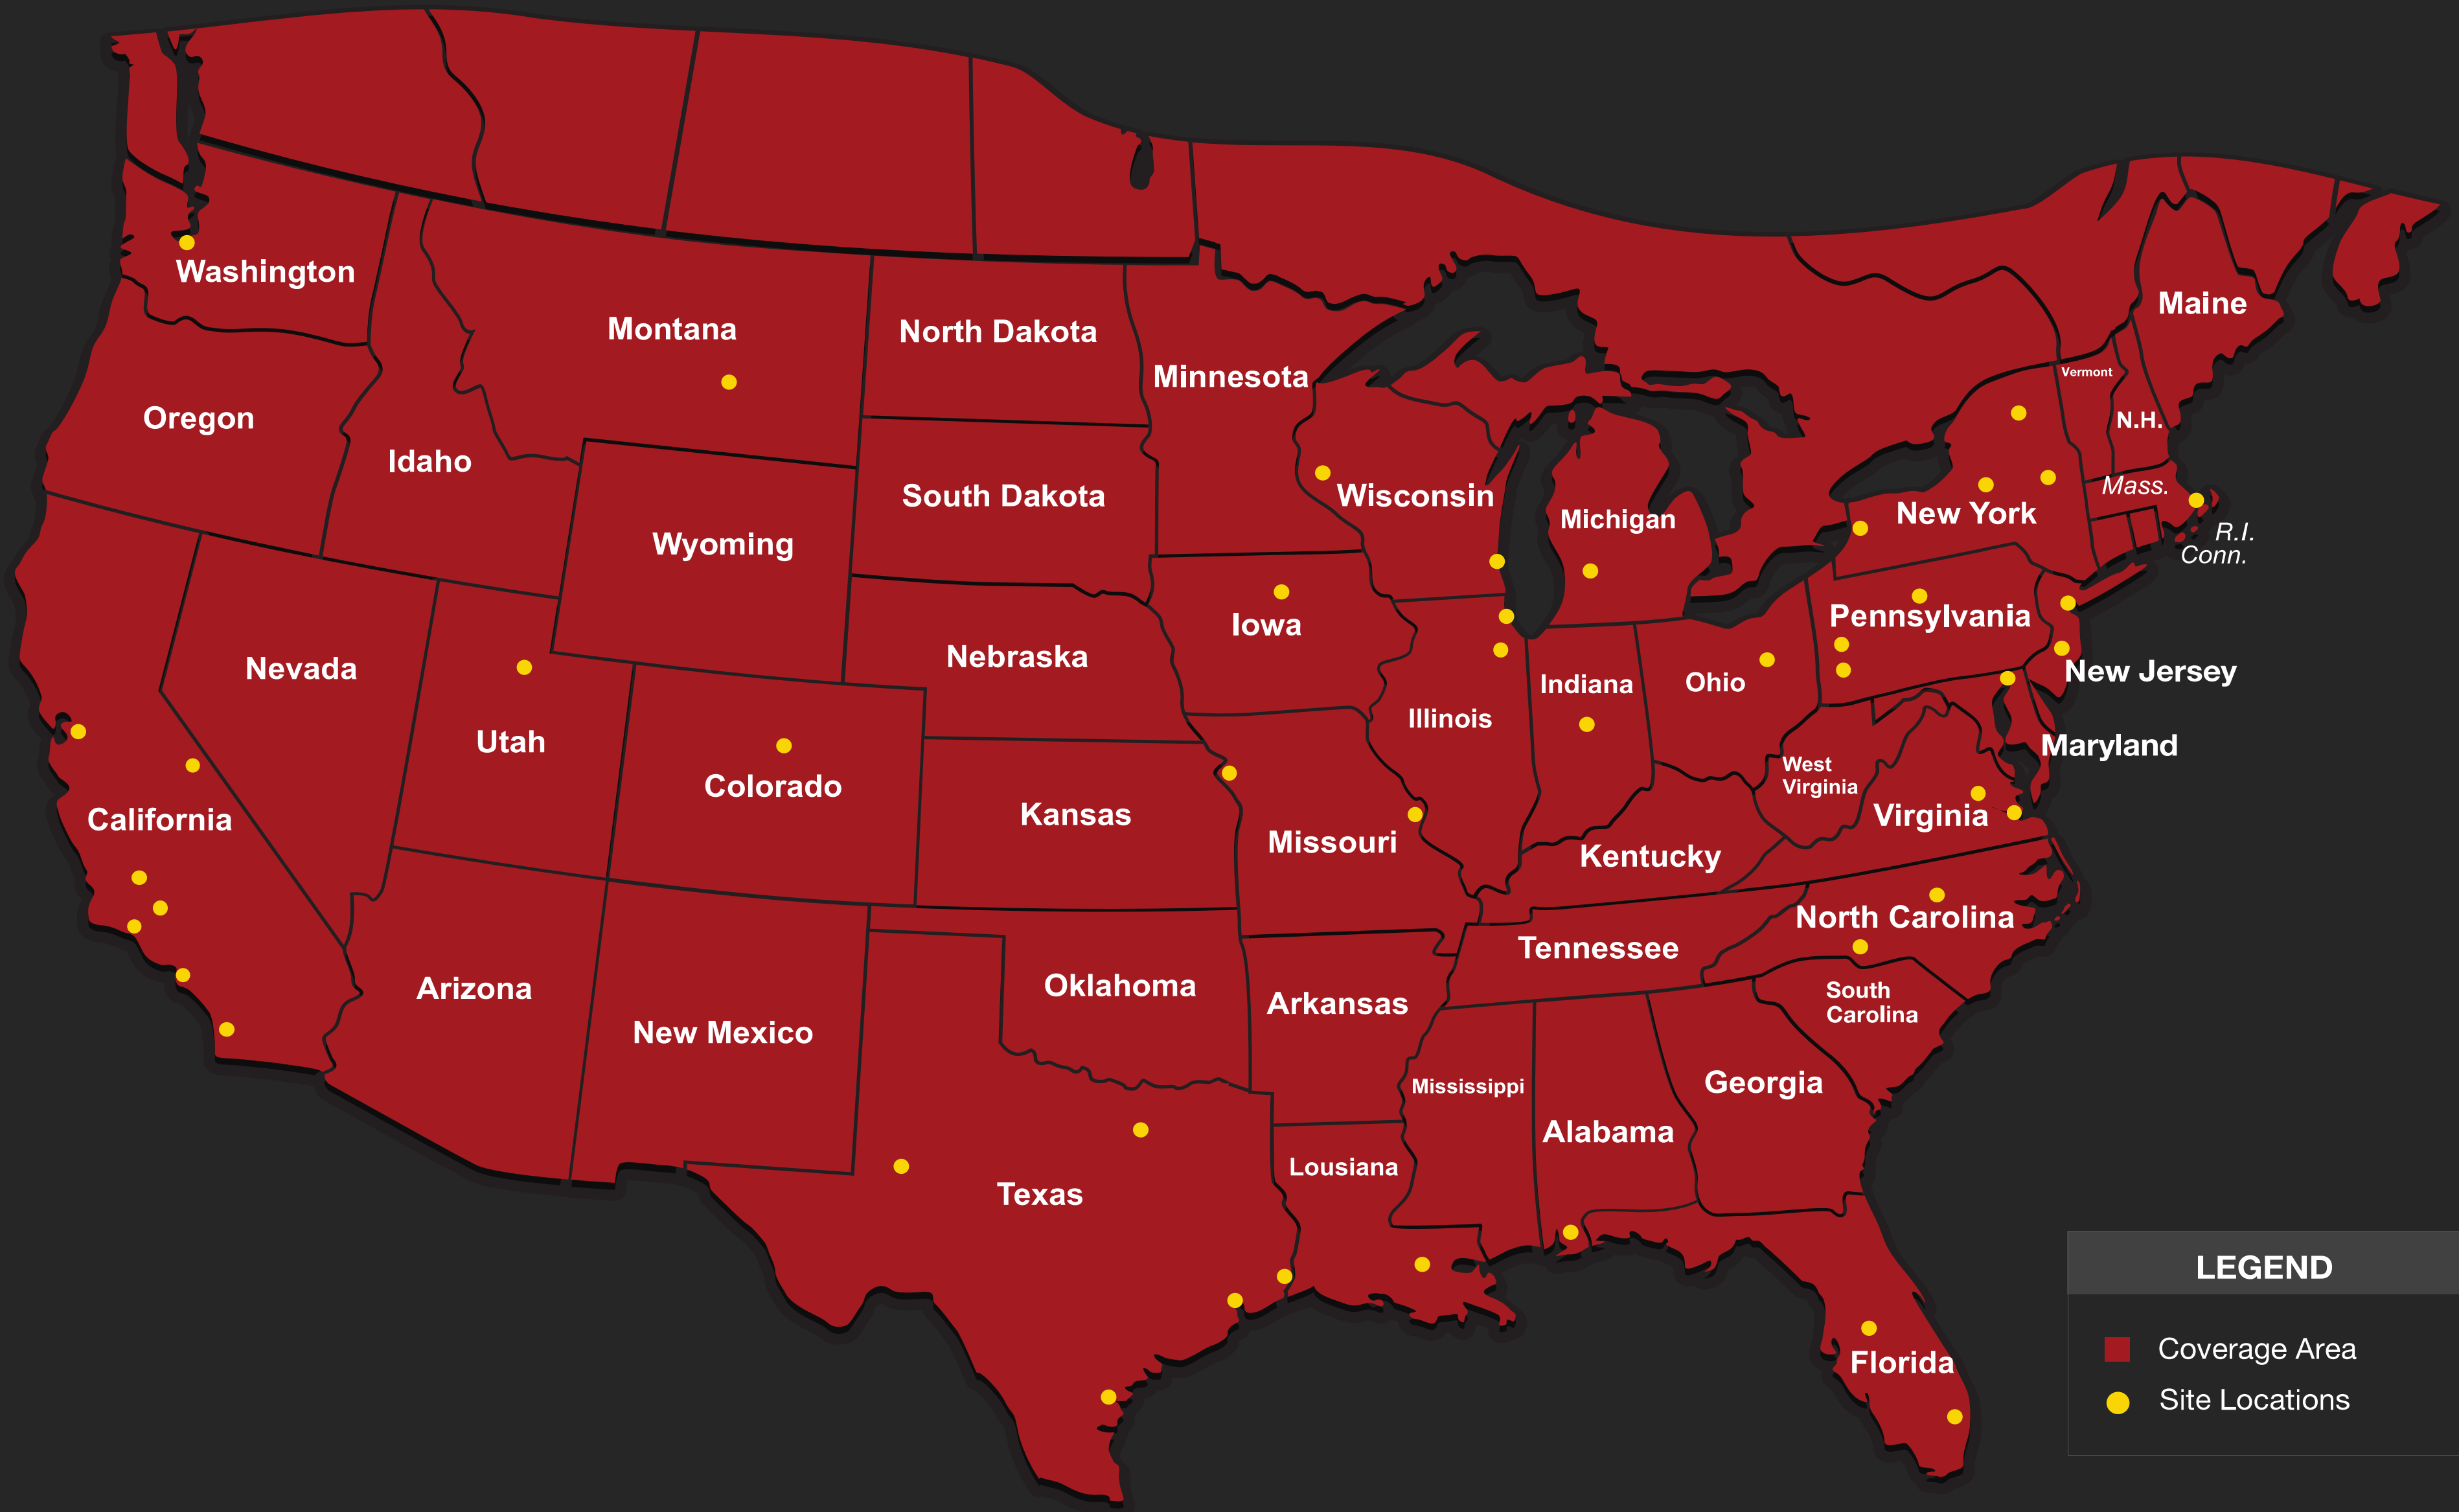 Washington
Montana
North Dakota
Minnesota
Maine
Vermont
Oregon
Idaho
N.H.
South Dakota
Wisconsin
Michigan
Mass.
New York
R.I.
Conn.
Wyoming
Iowa
Pennsylvania
Nevada
Nebraska
Indiana
Ohio
New Jersey
Utah
Illinois
Maryland
Colorado
West
Virginia
California
Kansas
Missouri
Virginia
Kentucky
North Carolina
Tennessee
Arizona
Oklahoma
Arkansas
South
Carolina
New Mexico
Mississippi
Georgia
Alabama
Lousiana
Texas
Florida
LEGEND
Coverage Area
Site Locations